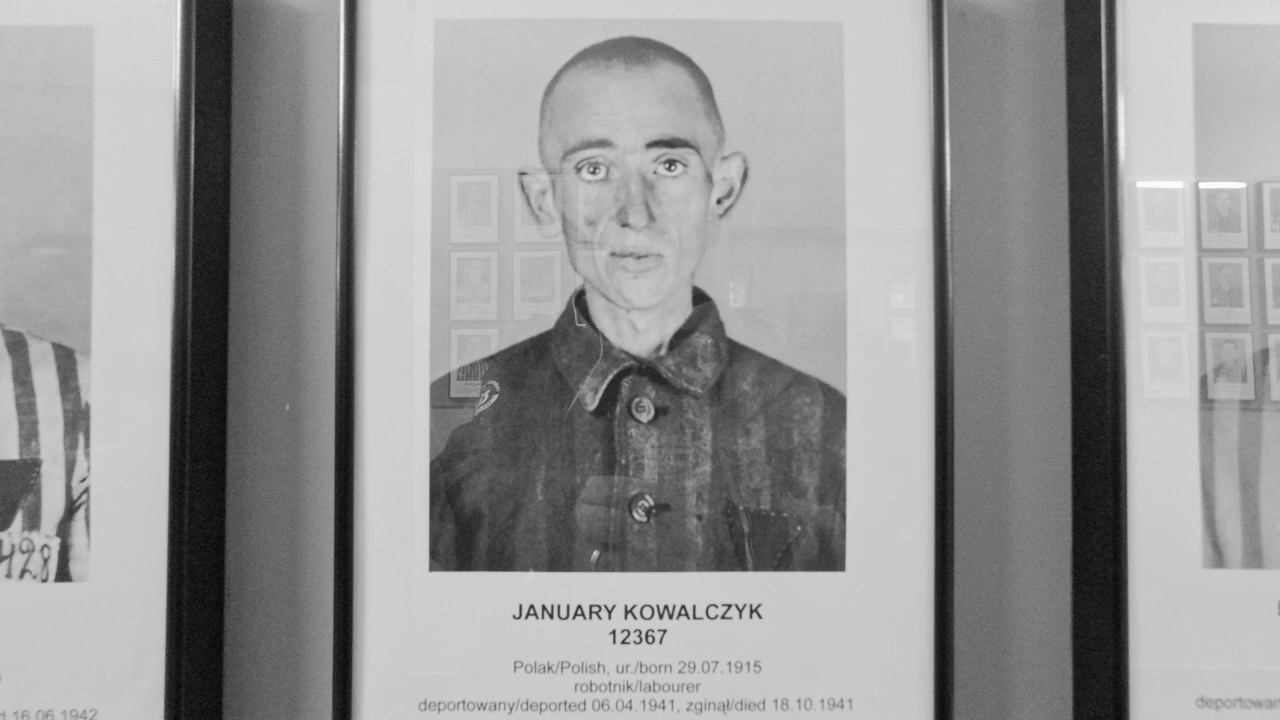 428
d 16.06.1942
JANUARY KOWALCZYK
12367
Polak/Polish, ur./born 29.07.1915
robotnik/labourer
deportowany/deported 06.04.1941, zginął/died 18.10.1941